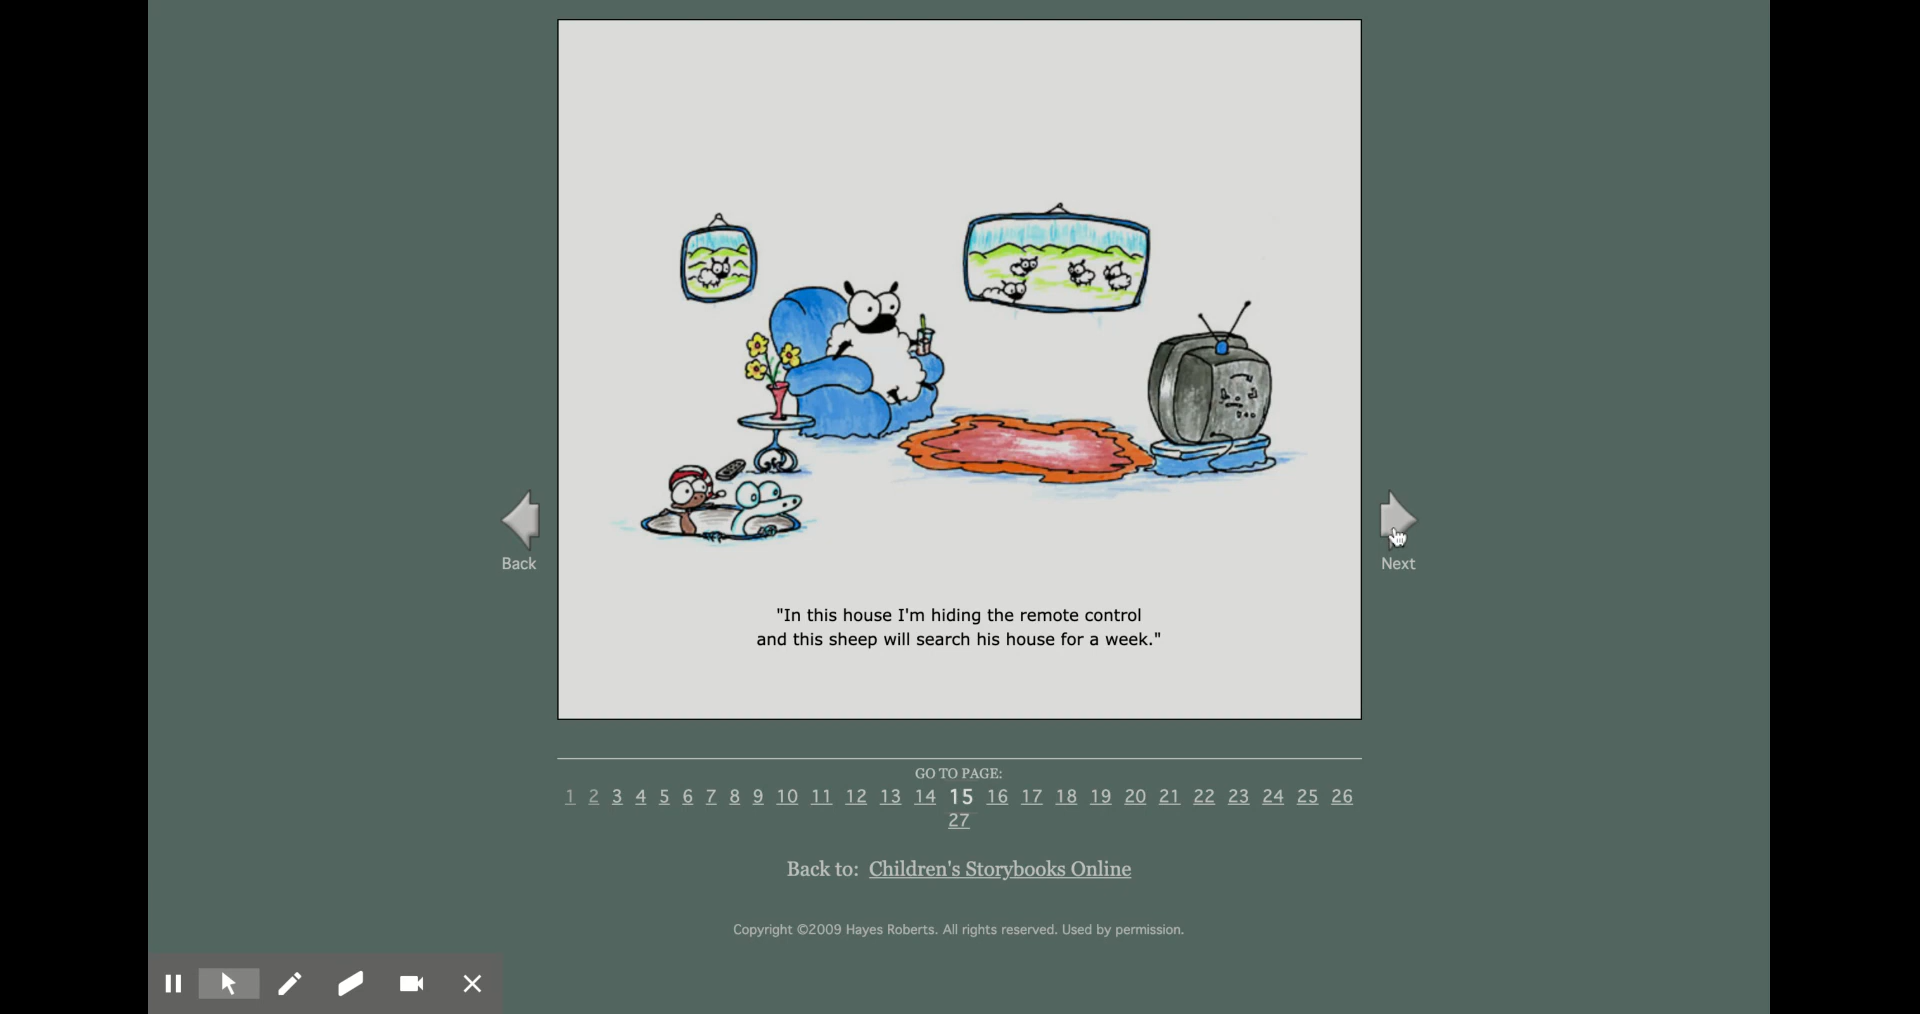 "In this house I'm hiding the remote control
and this sheep will search his house for a week."
Back
Next
GO TO PAGE:
1 2 3 4 5 6 7 8 9 10 11 12 13 14 15 16 17 18 19 20 21 22 23 24 25 26
27
Back to: Children's Storybooks Online
Copyright ©2009 Hayes Roberts. All rights reserved. Used by permission.